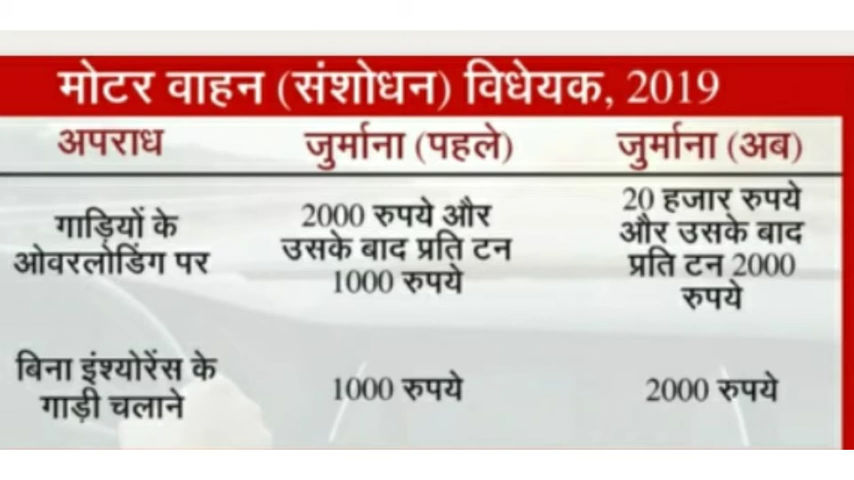 मोटर वाहन (संशोधन) विधेयक, 2019
अपराध जुर्माना (पहले) जुर्माना (अब)
गाड़ियों के
ओवरलोडिंग पर
2000 रुपये और
उसके बाद प्रति टन
1000 रुपये
20 हजार रुपये
और उसके बाद
प्रति टन 2000
रुपये
बिना इंश्योरेंस के
गाड़ी चलाने
1000 रुपये
2000 रुपये